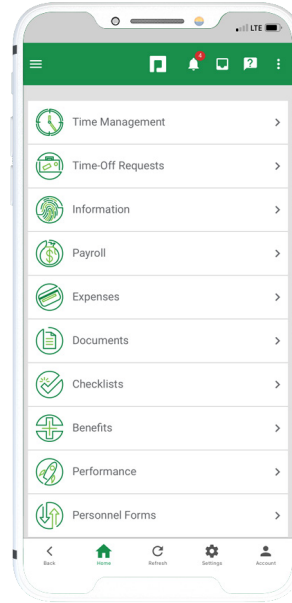 LTE
4
?
Time Management
Time-Off Requests
Information
Payroll
$
Expenses
Documents
Checklists
Benefits
Performance
Personnel Forms
Back Home Refresh Settings Account